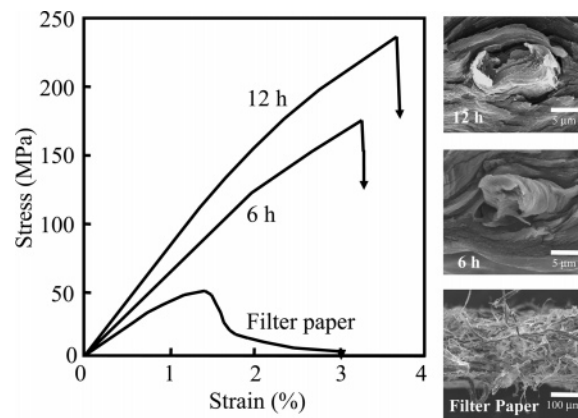 250
200
150
100
50
0
Stress (MPa)
12 h
6 h
Filter paper
0
1
2
3
4
Strain (%)
12 h
5 μm
6 h
5 μm
Filter Paper
100 μm